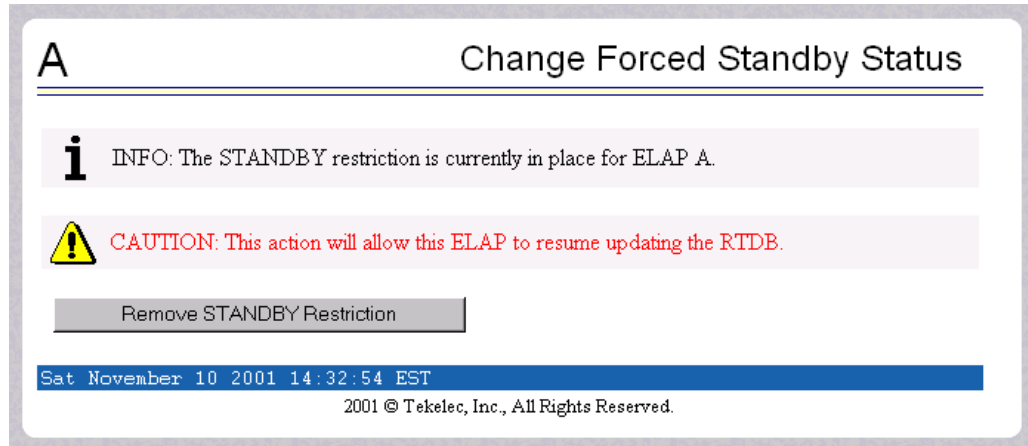 A
Change Forced Standby Status
i
INFO: The STANDBY restriction is currently in place for ELAP A.
CAUTION: This action will allow this ELAP to resume updating the RTDB.
Remove STANDBY Restriction
Sat November 10 2001 14:32:54 EST
2001 © Tekelec, Inc., All Rights Reserved.